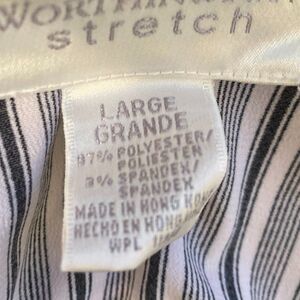 stretch
LARGE
GRANDE
97% POLYESTER/
POLIESTER
3% SPANDEX/
SPANDEX
MADE IN HONG
HECHO EN HONG
WPL